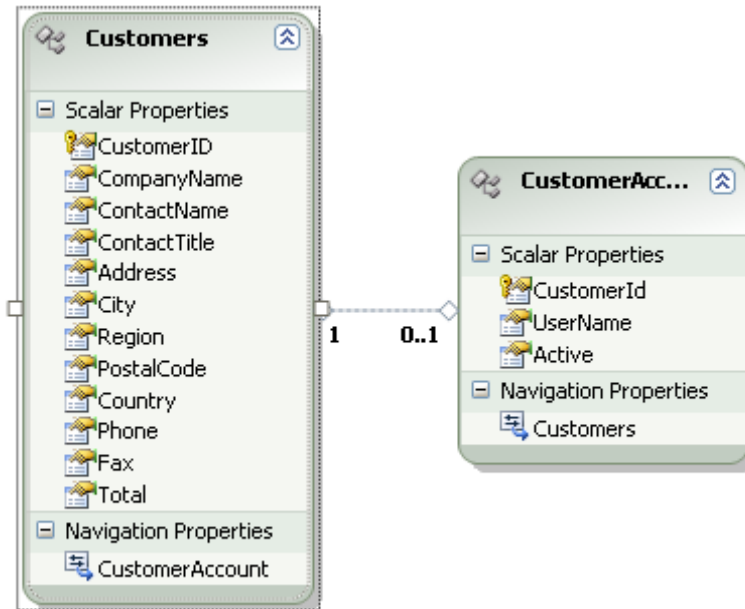 Customers
Scalar Properties
CustomerID
CompanyName
ContactName
ContactTitle
Address
City
Region
PostalCode
Country
Phone
Fax
Total
Navigation Properties
CustomerAccount
1
0..1
CustomerAcc...
Scalar Properties
CustomerId
UserName
Active
Navigation Properties
Customers